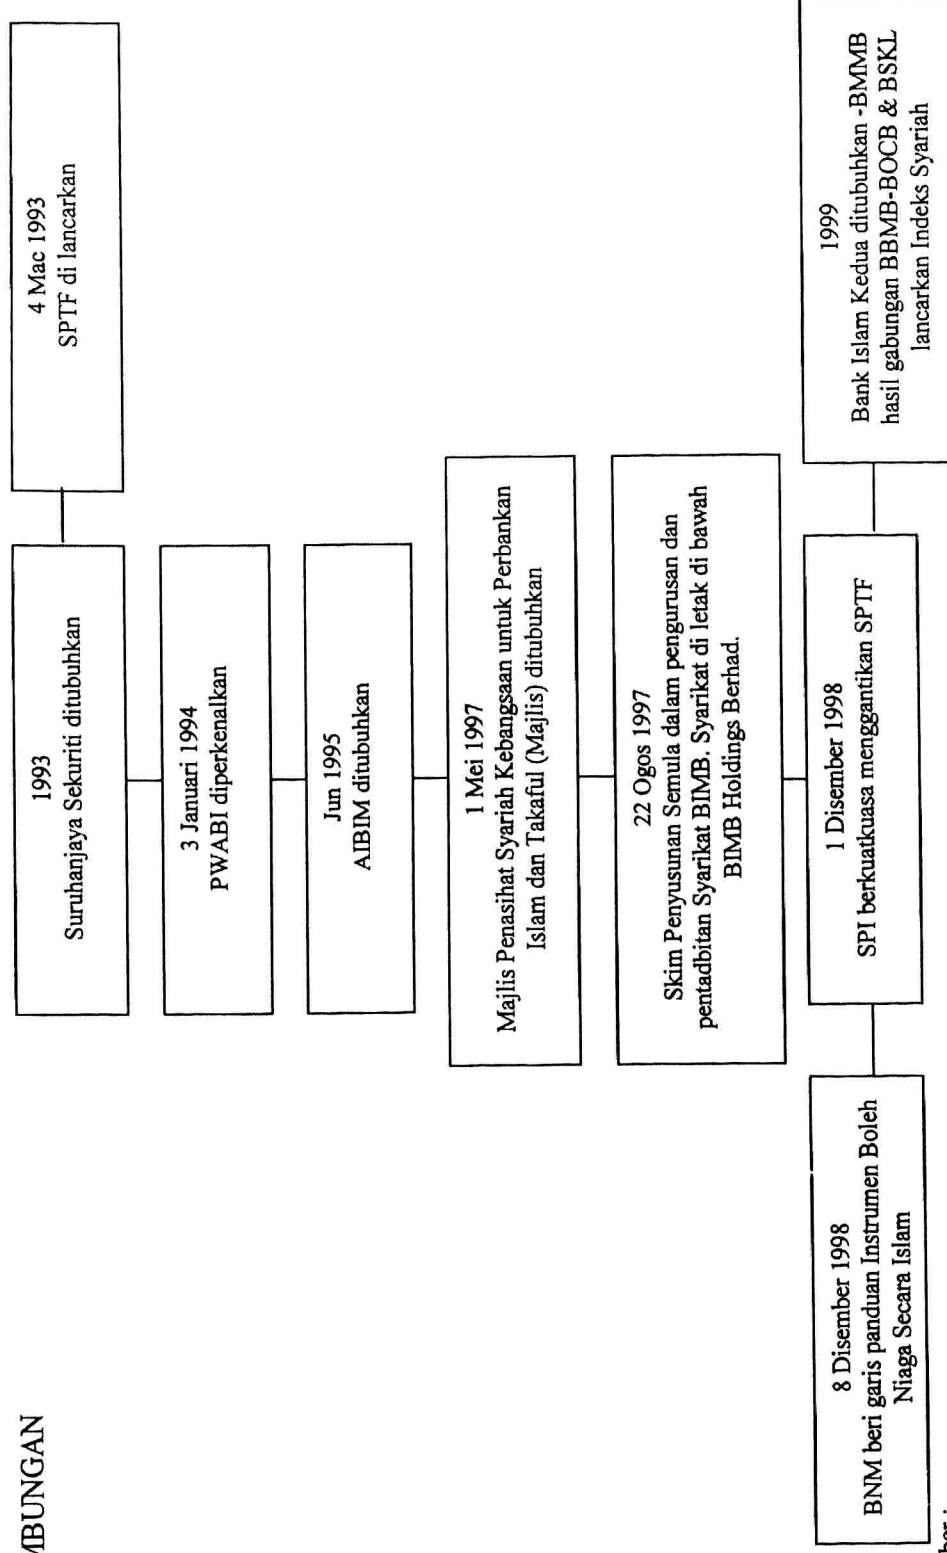 MBUNGAN
1993
Suruhanjaya Sekuriti ditubuhkan
4 Mac 1993
SPTF di lancarkan
3 Januari 1994
PWABI diperkenalkan
Jun 1995
AIBIM ditubuhkan
1 Mei 1997
Majlis Penasihat Syariah Kebangsaan untuk Perbankan
Islam dan Takaful (Majlis) ditubuhkan
22 Ogos 1997
Skim Penyusunan Semula dalam pengurusan dan
pentadbitan Syarikat BIMB. Syarikat di letak di bawah
BIMB Holdings Berhad.
8 Disember 1998
BNM beri garis panduan Instrumen Boleh
Niaga Secara Islam
1 Disember 1998
SPI berkuatkuasa menggantikan SPTF
1999
Bank Islam Kedua ditubuhkan -BMMB
hasil gabungan BBMB-BOCB & BSKL
lancarkan Indeks Syariah